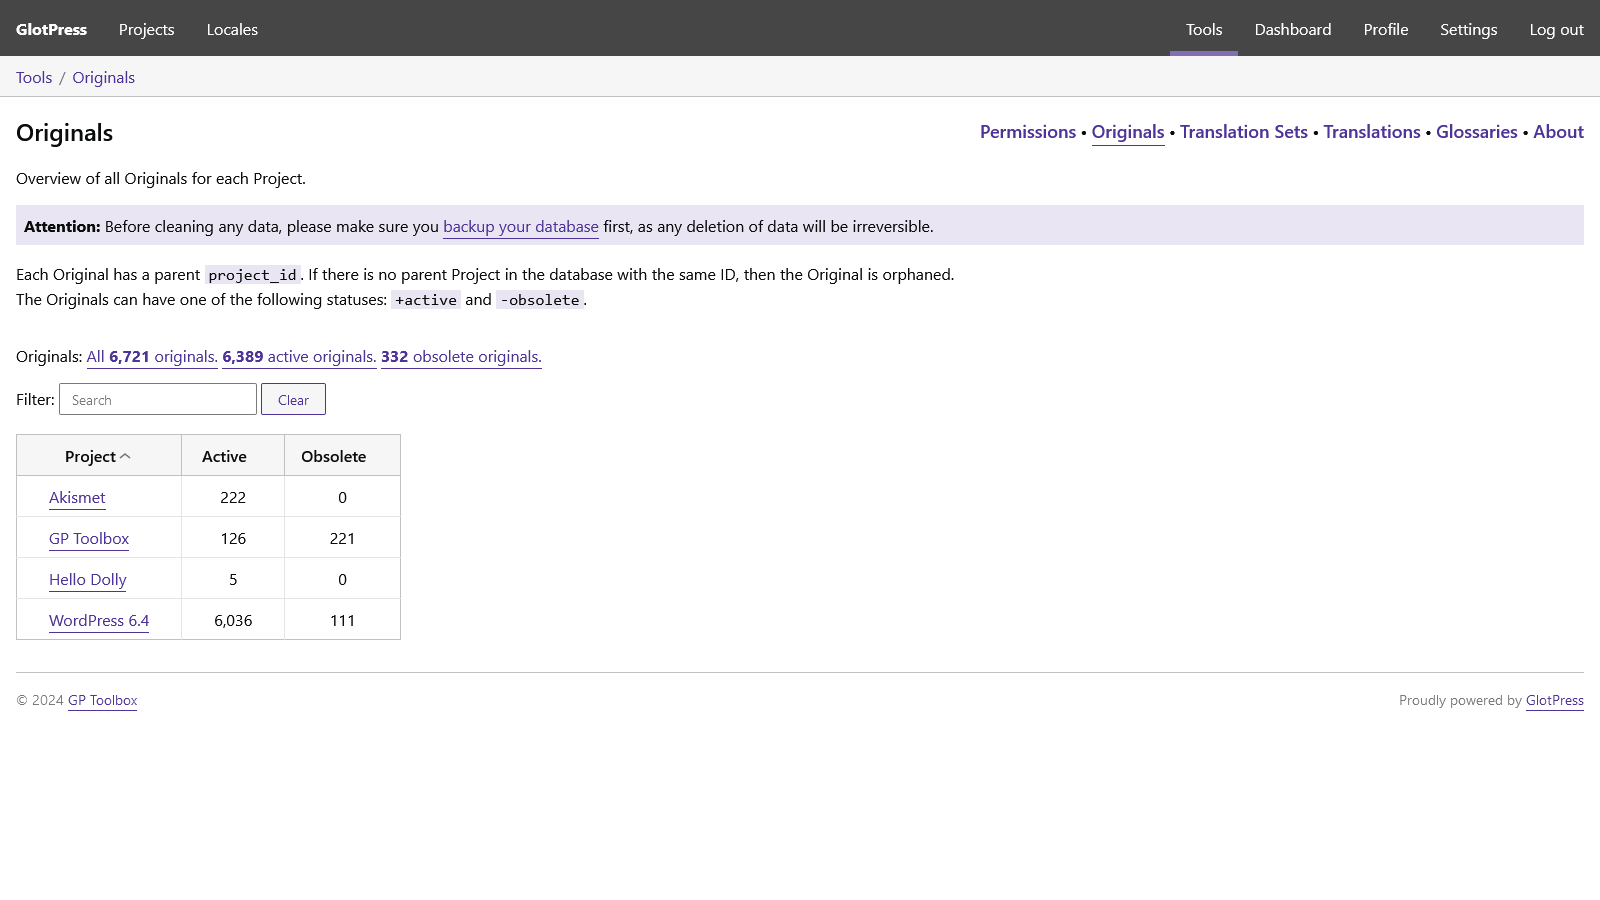 GlotPress Projects Locales Tools Dashboard Profile Settings Log out
Tools / Originals
Originals
Permissions • Originals • Translation Sets • Translations • Glossaries • About
Overview of all Originals for each Project.
Attention: Before cleaning any data, please make sure you backup your database first, as any deletion of data will be irreversible.
Each Original has a parent project_id. If there is no parent Project in the database with the same ID, then the Original is orphaned.
The Originals can have one of the following statuses: +active and -obsolete.
Originals: All 6,721 originals. 6,389 active originals. 332 obsolete originals.
Filter: Search Clear
Project Active Obsolete
Akismet 222 0
GP Toolbox 126 221
Hello Dolly 5 0
WordPress 6.4 6,036 111
© 2024 GP Toolbox
Proudly powered by GlotPress